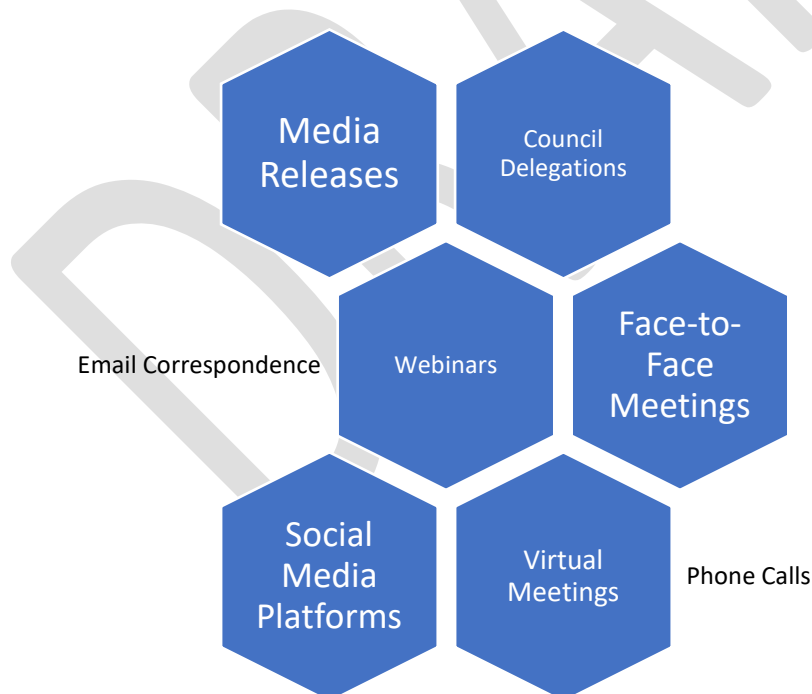 Media
Releases
Council
Delegations
Email Correspondence
Webinars
Face-to-
Face
Meetings
Social
Media
Platforms
Virtual
Meetings
Phone Calls